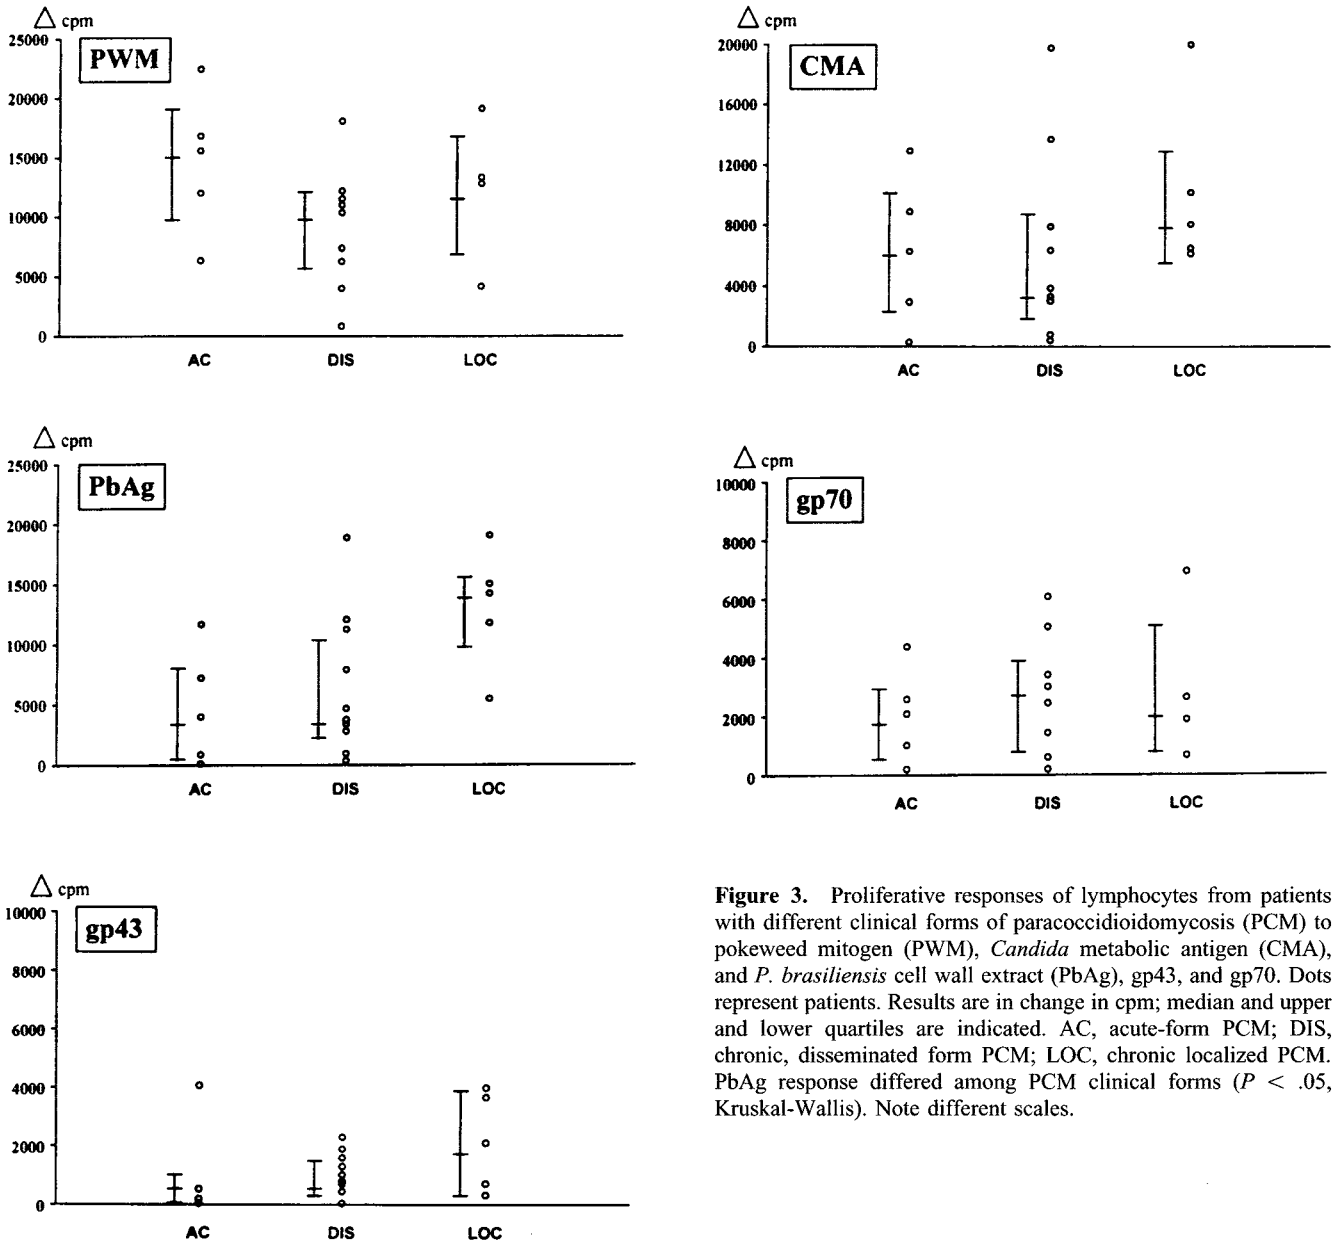 △ cpm
25000
PWM
20000
15000
10000
5000
0
AC DIS LOC
△ cpm
20000
CMA
16000
12000
8000
4000
0
AC DIS LOC
△ cpm
25000
PbAg
20000
15000
10000
5000
0
AC DIS LOC
△ cpm
10000
gp70
8000
6000
4000
2000
0
AC DIS LOC
△ cpm
10000
gp43
8000
6000
4000
2000
0
AC DIS LOC
Figure 3. Proliferative responses of lymphocytes from patients
with different clinical forms of paracoccidioidomycosis (PCM) to
pokeweed mitogen (PWM), Candida metabolic antigen (CMA),
and P. brasiliensis cell wall extract (PbAg), gp43, and gp70. Dots
represent patients. Results are in change in cpm; median and upper
and lower quartiles are indicated. AC, acute-form PCM; DIS,
chronic, disseminated form PCM; LOC, chronic localized PCM.
PbAg response differed among PCM clinical forms (P < .05,
Kruskal-Wallis). Note different scales.